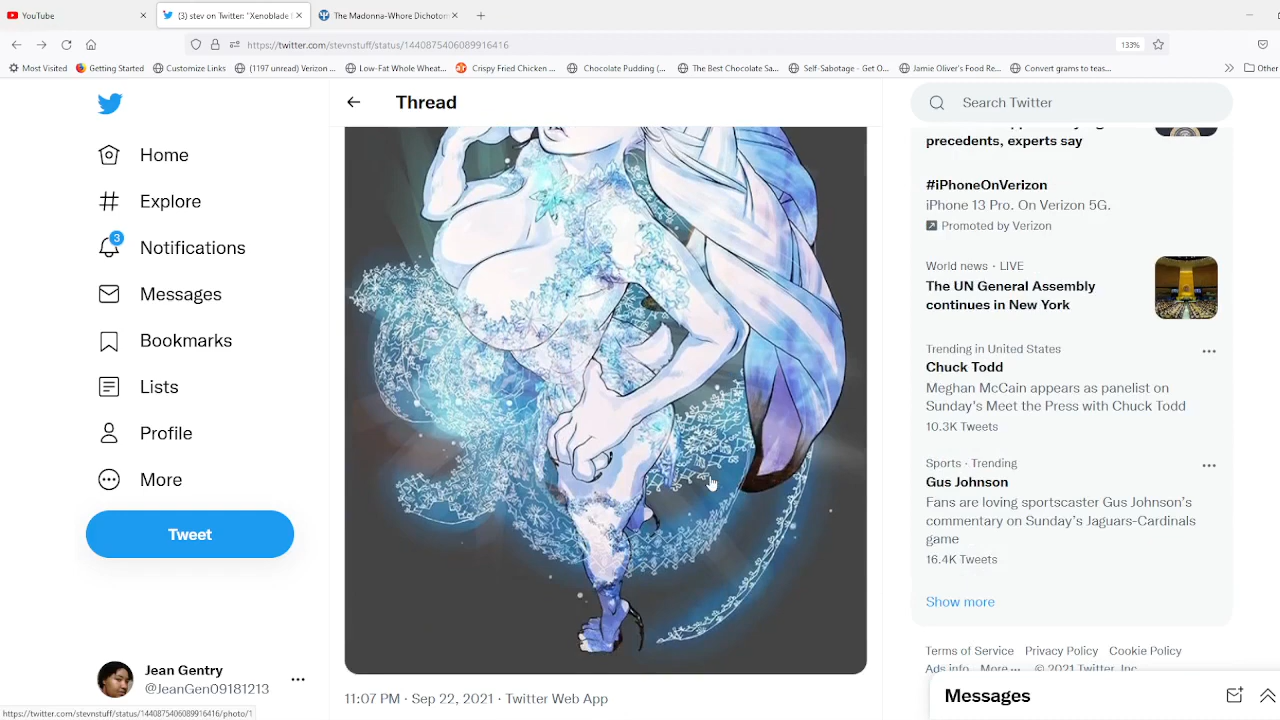 YouTube
(3) stev on Twitter: "Xenoblade
The Madonna-Whore Dichotom
https://twitter.com/stevnstuff/status/1440875406089916416
133%
Most Visited
Getting Started
Customize Links
(1197 unread) Verizon ...
Low-Fat Whole Wheat...
Crispy Fried Chicken ...
Chocolate Pudding (...
The Best Chocolate Sa...
Self-Sabotage - Get O...
Jamie Oliver's Food Re...
Convert grams to teas...
Other
Thread
Search Twitter
Home
Explore
3
Notifications
Messages
Bookmarks
Lists
Profile
More
Tweet
Jean Gentry
@JeanGen09181213
https://twitter.com/stevnstuff/status/1440875406089916416/photo/1
11:07 PM · Sep 22, 2021 · Twitter Web App
precedents, experts say
#iPhoneOnVerizon
iPhone 13 Pro. On Verizon 5G.
Promoted by Verizon
World news · LIVE
The UN General Assembly
continues in New York
Trending in United States
Chuck Todd
Meghan McCain appears as panelist on
Sunday's Meet the Press with Chuck Todd
10.3K Tweets
Sports · Trending
Gus Johnson
Fans are loving sportscaster Gus Johnson's
commentary on Sunday's Jaguars-Cardinals
game
16.4K Tweets
Show more
Terms of Service Privacy Policy Cookie Policy
Ads info More ... © 2021 Twitter, Inc.
Messages